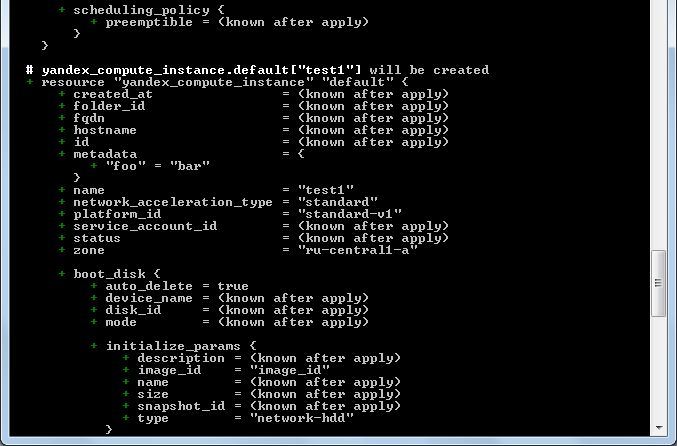 + scheduling_policy {
+ preemptible = (known after apply)
}
}
# yandex_compute_instance.default["test1"] will be created
+ resource "yandex_compute_instance" "default" {
+ created_at = (known after apply)
+ folder_id = (known after apply)
+ fqdn = (known after apply)
+ hostname = (known after apply)
+ id = (known after apply)
+ metadata = {
+ "foo" = "bar"
}
+ name = "test1"
+ network_acceleration_type = "standard"
+ platform_id = "standard-v1"
+ service_account_id = (known after apply)
+ status = (known after apply)
+ zone = "ru-central1-a"
+ boot_disk {
+ auto_delete = true
+ device_name = (known after apply)
+ disk_id = (known after apply)
+ mode = (known after apply)
+ initialize_params {
+ description = (known after apply)
+ image_id = "image_id"
+ name = (known after apply)
+ size = (known after apply)
+ snapshot_id = (known after apply)
+ type = "network-hdd"
}